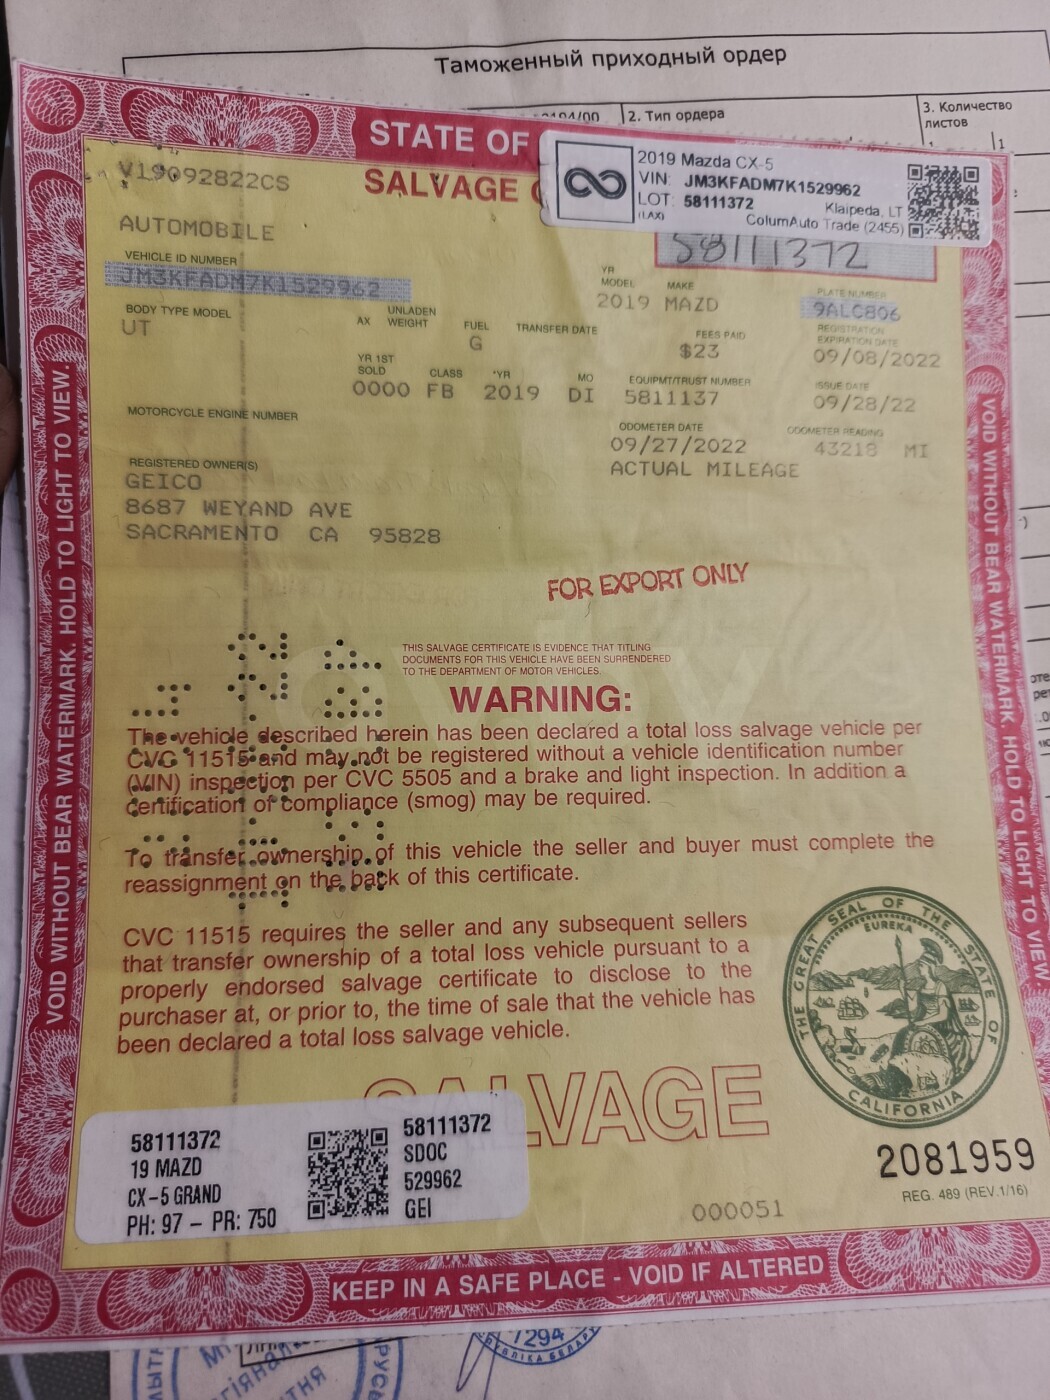 Таможенный приходный ордер
2. Тип ордера
3. Количество
листов
1
STATE OF
SALVAGE
2019 Mazda CX-5
VIN: JM3KFADM7K1529962
LOT: 58111372
(LAX)
Klaipeda, LT
ColumAuto Trade (2455)
58111372
V19092822CS
AUTOMOBILE
VEHICLE ID NUMBER
JM3KFADM7K1529962
YR MODEL
MAKE
PLATE NUMBER
2019 MAZD
9ALC806
BODY TYPE MODEL
AX
UNLADEN WEIGHT
FUEL
TRANSFER DATE
FEES PAID
REGISTRATION EXPIRATION DATE
UT
G
$23
09/08/2022
YR 1ST SOLD
CLASS
*YR
MO
EQUIPMT/TRUST NUMBER
ISSUE DATE
0000 FB 2019 DI 5811137
09/28/22
MOTORCYCLE ENGINE NUMBER
ODOMETER DATE
ODOMETER READING
09/27/2022
43218 MI
ACTUAL MILEAGE
REGISTERED OWNER(S)
GEICO
8687 WEYAND AVE
SACRAMENTO CA 95828
FOR EXPORT ONLY
THIS SALVAGE CERTIFICATE IS EVIDENCE THAT TITLING
DOCUMENTS FOR THIS VEHICLE HAVE BEEN SURRENDERED
TO THE DEPARTMENT OF MOTOR VEHICLES.
WARNING:
The vehicle described herein has been declared a total loss salvage vehicle per
CVC 11515 and may not be registered without a vehicle identification number
(VIN) inspection per CVC 5505 and a brake and light inspection. In addition a
certification of compliance (smog) may be required.
To transfer ownership of this vehicle the seller and buyer must complete the
reassignment on the back of this certificate.
CVC 11515 requires the seller and any subsequent sellers
that transfer ownership of a total loss vehicle pursuant to a
properly endorsed salvage certificate to disclose to the
purchaser at, or prior to, the time of sale that the vehicle has
been declared a total loss salvage vehicle.
SALVAGE
THE GREAT SEAL OF THE STATE OF CALIFORNIA
EUREKA
2081959
REG. 489 (REV.1/16)
000051
58111372
19 MAZD
CX-5 GRAND
PH: 97 - PR: 750
58111372
SDOC
529962
GEI
KEEP IN A SAFE PLACE - VOID IF ALTERED
VOID WITHOUT BEAR WATERMARK. HOLD TO LIGHT TO VIEW.
VOID WITHOUT BEAR WATERMARK HOLD TO LIGHT TO VIEW.
1294